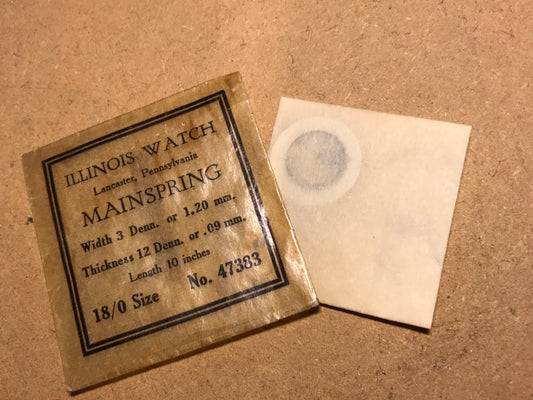 ILLINOIS WATCH
Lancaster, Pennsylvania
MAINSPRING
Width 3 Denn. or 1.20 mm.
Thickness 12 Denn. or .09 mm.
Length 10 inches
18/0 Size No. 47383